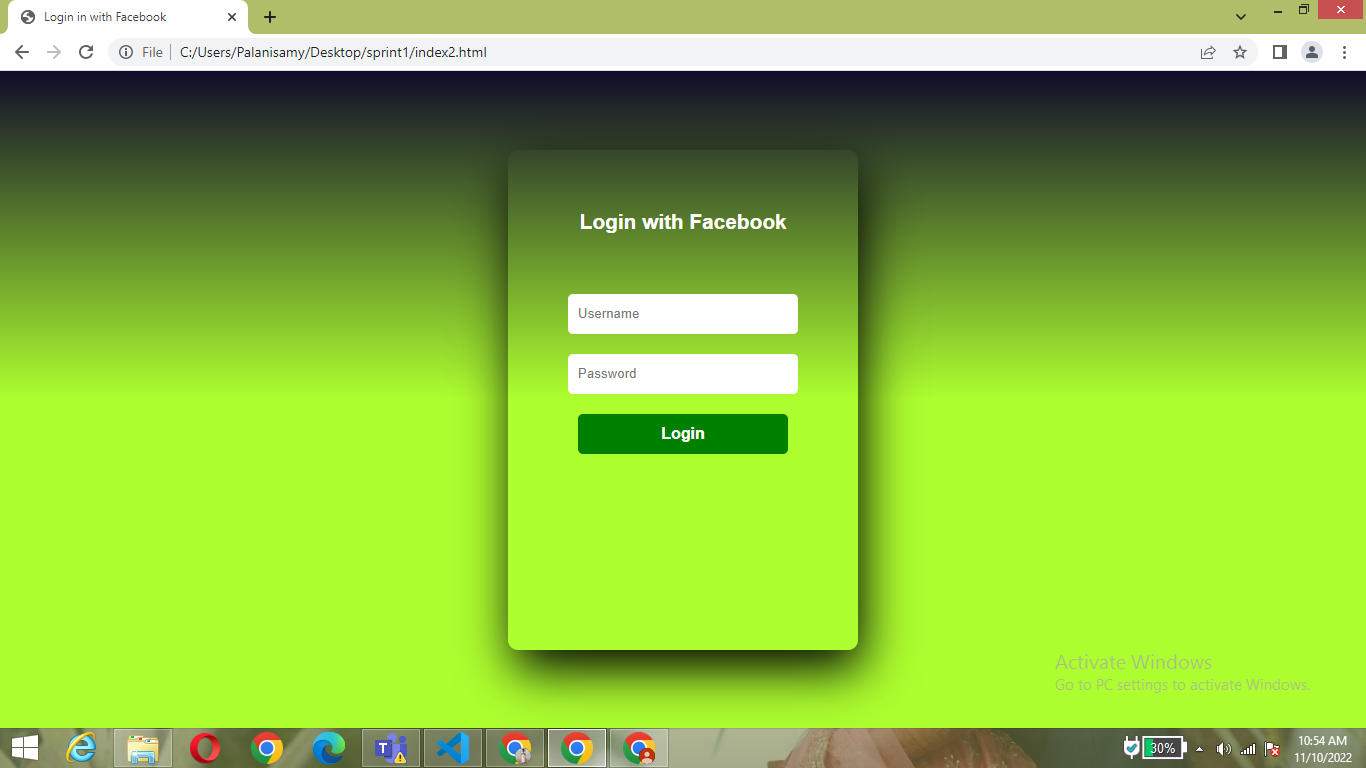 Login in with Facebook
File
C:/Users/Palanisamy/Desktop/sprint1/index2.html
Login with Facebook
Username
Password
Login
Activate Windows
Go to PC settings to activate Windows.
30%
10:54 AM
11/10/2022